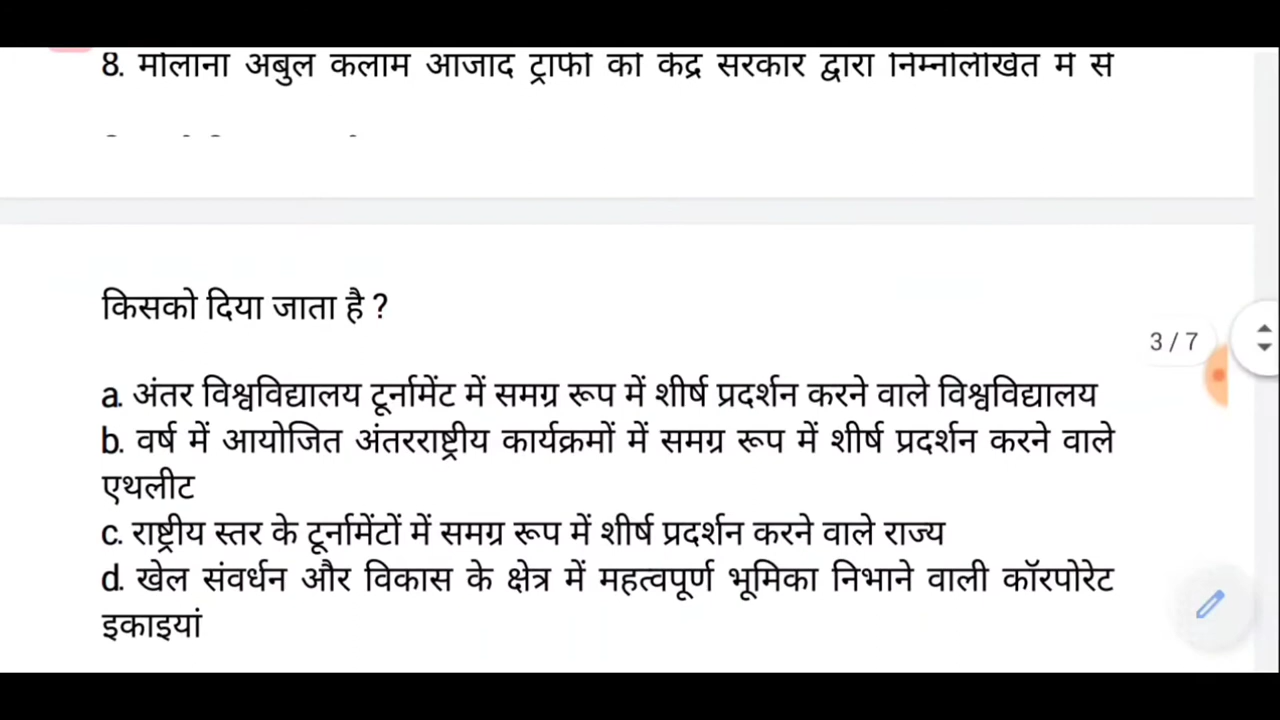 8. मौलाना अबुल कलाम आजाद ट्रॉफी को केंद्र सरकार द्वारा निम्नलिखित में से
किसको दिया जाता है ?
3 / 7
a. अंतर विश्वविद्यालय टूर्नामेंट में समग्र रूप में शीर्ष प्रदर्शन करने वाले विश्वविद्यालय
b. वर्ष में आयोजित अंतरराष्ट्रीय कार्यक्रमों में समग्र रूप में शीर्ष प्रदर्शन करने वाले
एथलीट
c. राष्ट्रीय स्तर के टूर्नामेंटों में समग्र रूप में शीर्ष प्रदर्शन करने वाले राज्य
d. खेल संवर्धन और विकास के क्षेत्र में महत्वपूर्ण भूमिका निभाने वाली कॉरपोरेट
इकाइयां